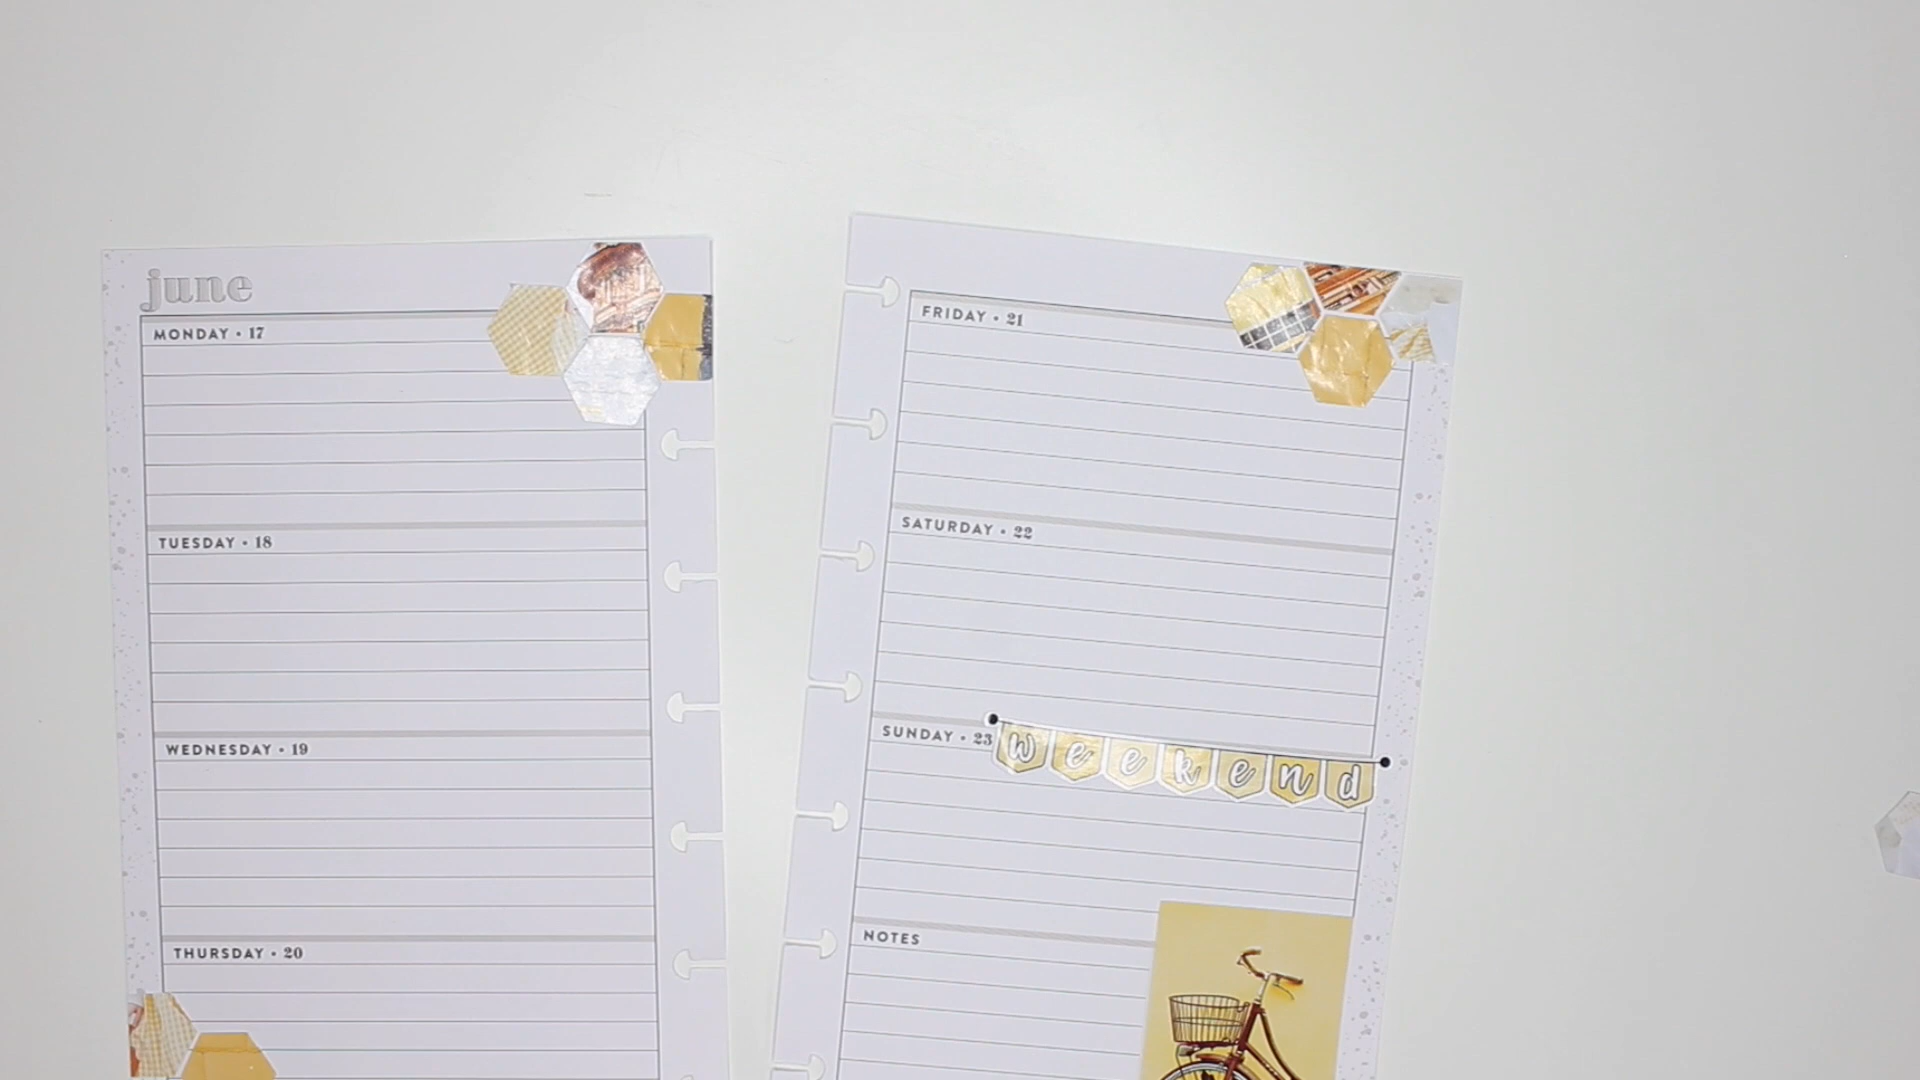 june
MONDAY • 17
TUESDAY • 18
WEDNESDAY • 19
THURSDAY • 20
FRIDAY • 21
SATURDAY • 22
SUNDAY • 23
weekend
NOTES